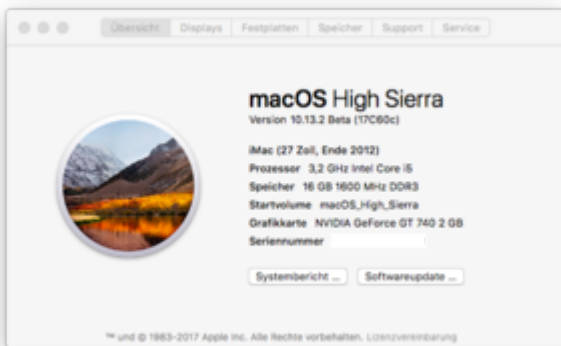 Übersicht Displays Festplatten Speicher Support Service
macOS High Sierra
Version 10.13.2 Beta (17C60c)
iMac (27 Zoll, Ende 2012)
Prozessor 3,2 GHz Intel Core i5
Speicher 16 GB 1600 MHz DDR3
Startvolume macOS_High_Sierra
Grafikkarte NVIDIA GeForce GT 740 2 GB
Seriennummer
Systembericht ... Softwareupdate ...
™ und © 1983-2017 Apple Inc. Alle Rechte vorbehalten. Lizenzvereinbarung